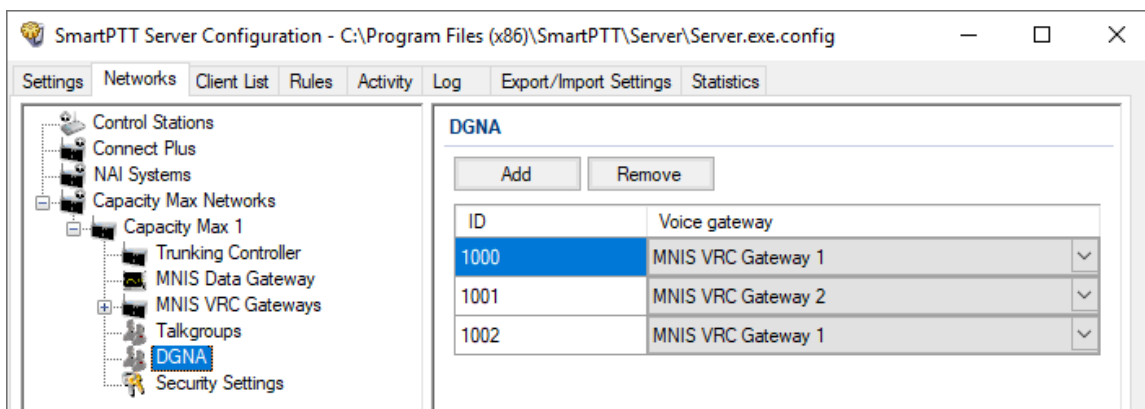 SmartPTT Server Configuration - C:\Program Files (x86)\SmartPTT\Server\Server.exe.config
Settings Networks Client List Rules Activity Log Export/Import Settings Statistics
Control Stations
Connect Plus
NAI Systems
Capacity Max Networks
Capacity Max 1
Trunking Controller
MNIS Data Gateway
MNIS VRC Gateways
Talkgroups
DGNA
Security Settings
DGNA
Add Remove
ID Voice gateway
1000 MNIS VRC Gateway 1
1001 MNIS VRC Gateway 2
1002 MNIS VRC Gateway 1